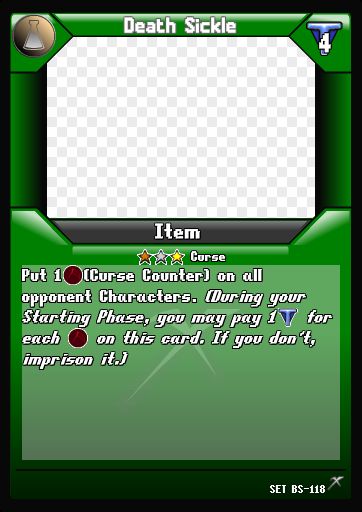 Death Sickle
4
Item
Curse
Put 1 (Curse Counter) on all
opponent Characters. (During your
Starting Phase, you may pay 1 for
each on this card. If you don't,
imprison it.)
SET BS-118